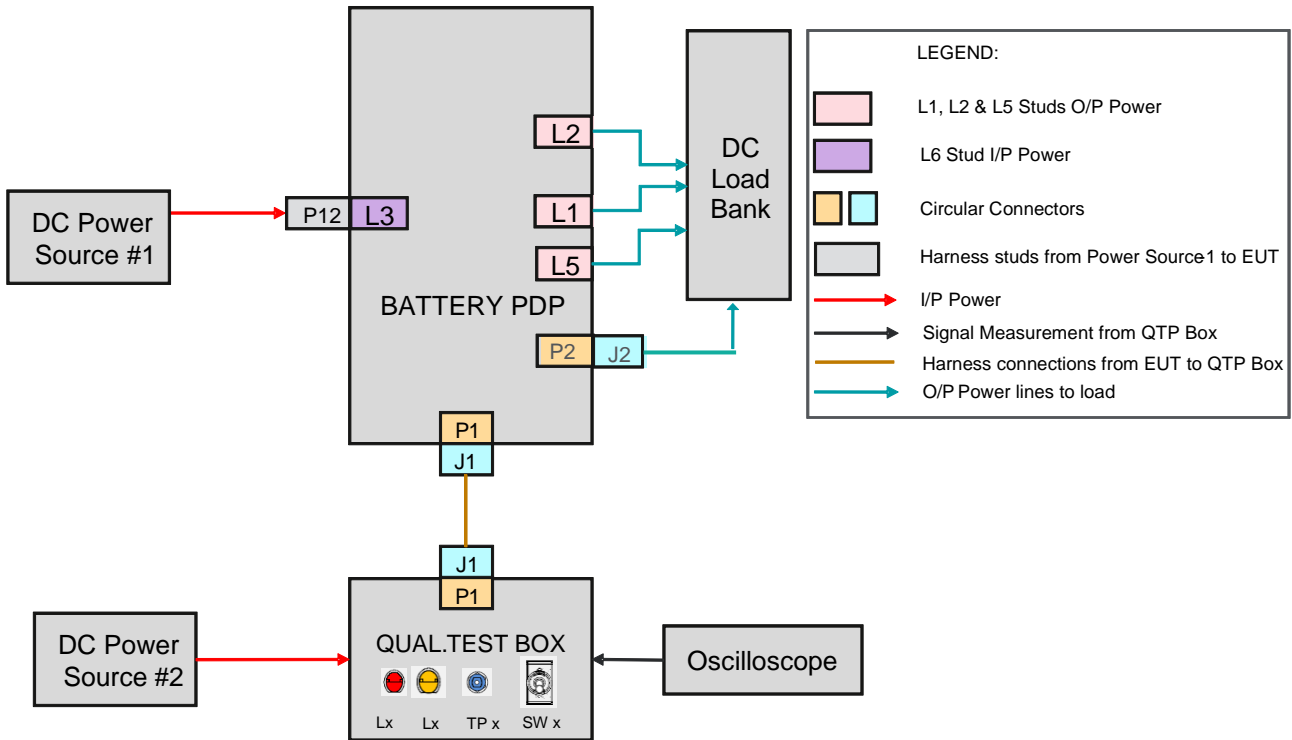 LEGEND:
L1, L2 & L5 Studs O/P Power
L6 Stud I/P Power
Circular Connectors
Harness studs from Power Source-1 to EUT
I/P Power
Signal Measurement from QTP Box
Harness connections from EUT to QTP Box
O/P Power lines to load
DC Power
Source #1
P12
L3
L2
L1
L5
BATTERY PDP
P2
J2
DC
Load
Bank
P1
J1
J1
P1
DC Power
Source #2
QUAL.TEST BOX
Lx
Lx
TP x
SW x
Oscilloscope